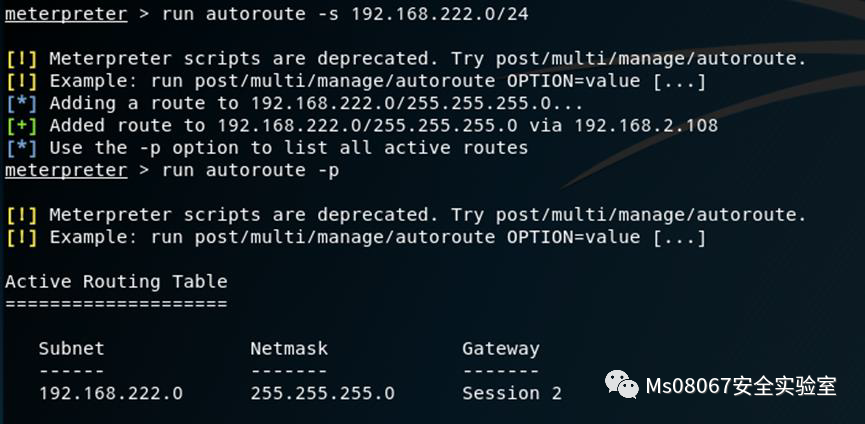 meterpreter > run autoroute -s 192.168.222.0/24
[!] Meterpreter scripts are deprecated. Try post/multi/manage/autoroute.
[!] Example: run post/multi/manage/autoroute OPTION=value [...]
[*] Adding a route to 192.168.222.0/255.255.255.0...
[+] Added route to 192.168.222.0/255.255.255.0 via 192.168.2.108
[*] Use the -p option to list all active routes
meterpreter > run autoroute -p
[!] Meterpreter scripts are deprecated. Try post/multi/manage/autoroute.
[!] Example: run post/multi/manage/autoroute OPTION=value [...]
Active Routing Table
====================
Subnet Netmask Gateway
------ ------- -------
192.168.222.0 255.255.255.0 Session 2
Ms08067安全实验室